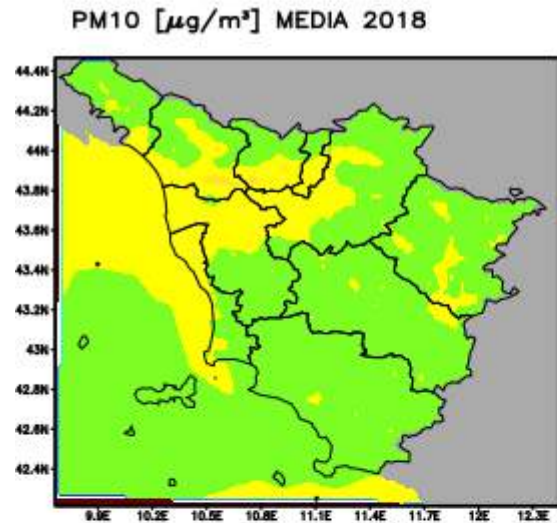 PM10 [μg/m³] MEDIA 2018
44.4N
44.2N
44N
43.8N
43.6N
43.4N
43.2N
43N
42.8N
42.6N
42.4N
9.9E 10.2E 10.5E 10.8E 11.1E 11.4E 11.7E 12E 12.3E